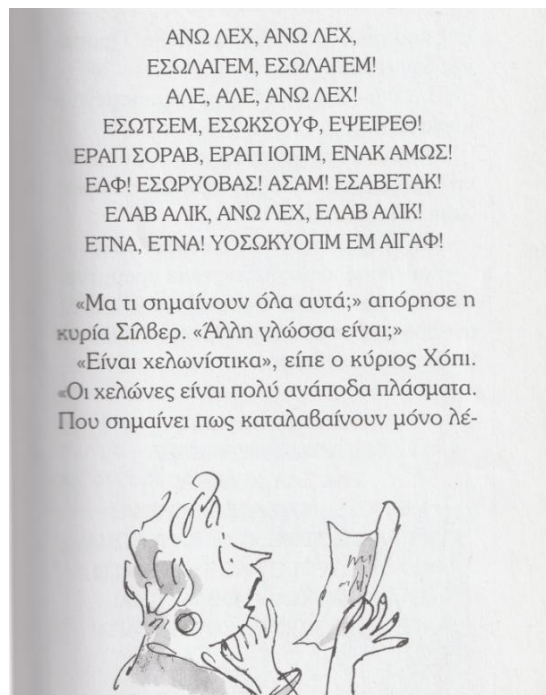 ΑΝΩ ΛΕΧ, ΑΝΩ ΛΕΧ,
ΕΣΩΛΑΓΕΜ, ΕΣΩΛΑΓΕΜ!
ΑΛΕ, ΑΛΕ, ΑΝΩ ΛΕΧ!
ΕΣΩΤΣΕΜ, ΕΣΩΚΣΟΥΦ, ΕΨΕΙΡΕΘ!
ΕΡΑΠ ΣΟΡΑΒ, ΕΡΑΠ ΙΟΠΜ, ΕΝΑΚ ΑΜΩΣ!
ΕΑΦ! ΕΣΩΡΥΟΒΑΣ! ΑΣΑΜ! ΕΣΑΒΕΤΑΚ!
ΕΛΑΒ ΑΛΙΚ, ΑΝΩ ΛΕΧ, ΕΛΑΒ ΑΛΙΚ!
ΕΤΝΑ, ΕΤΝΑ! ΥΟΣΩΚΥΟΠΜ ΕΜ ΑΙΓΑΦ!
«Μα τι σημαίνουν όλα αυτά;» απόρησε η
κυρία Σίλβερ. «Άλλη γλώσσα είναι;»
«Είναι χελωνίστικα», είπε ο κύριος Χόπι.
«Οι χελώνες είναι πολύ ανάποδα πλάσματα.
Που σημαίνει πως καταλαβαίνουν μόνο λέ-